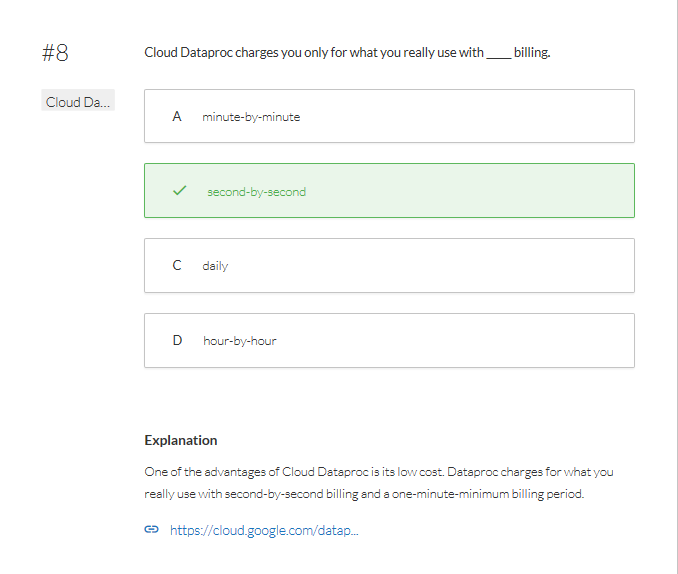 #8
Cloud Dataproc charges you only for what you really use with ____ billing.
Cloud Da...
A minute-by-minute
second-by-second
C daily
D hour-by-hour
Explanation
One of the advantages of Cloud Dataproc is its low cost. Dataproc charges for what you
really use with second-by-second billing and a one-minute-minimum billing period.
https://cloud.google.com/datap...